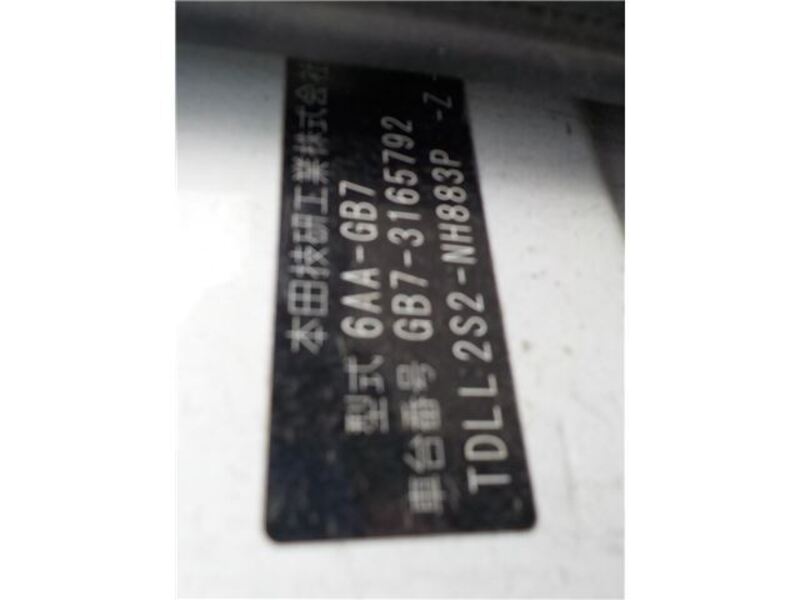 本田技研工業株式会社
型式 6AA-GB7
車台番号 GB7-3165792
TDLL 2S2-NH883P -Z -